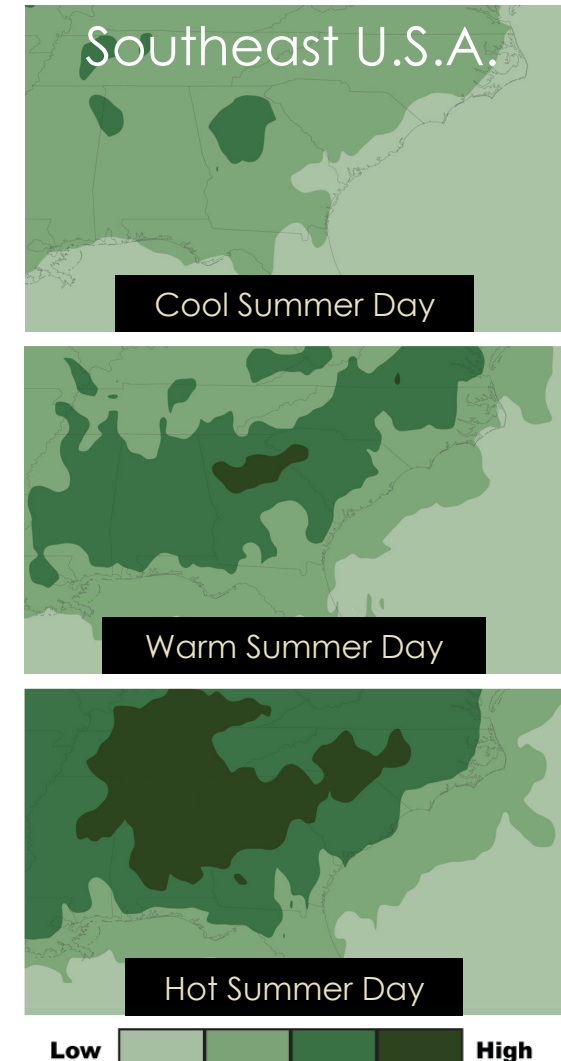 Southeast U.S.A.
Cool Summer Day
Warm Summer Day
Hot Summer Day
Low High